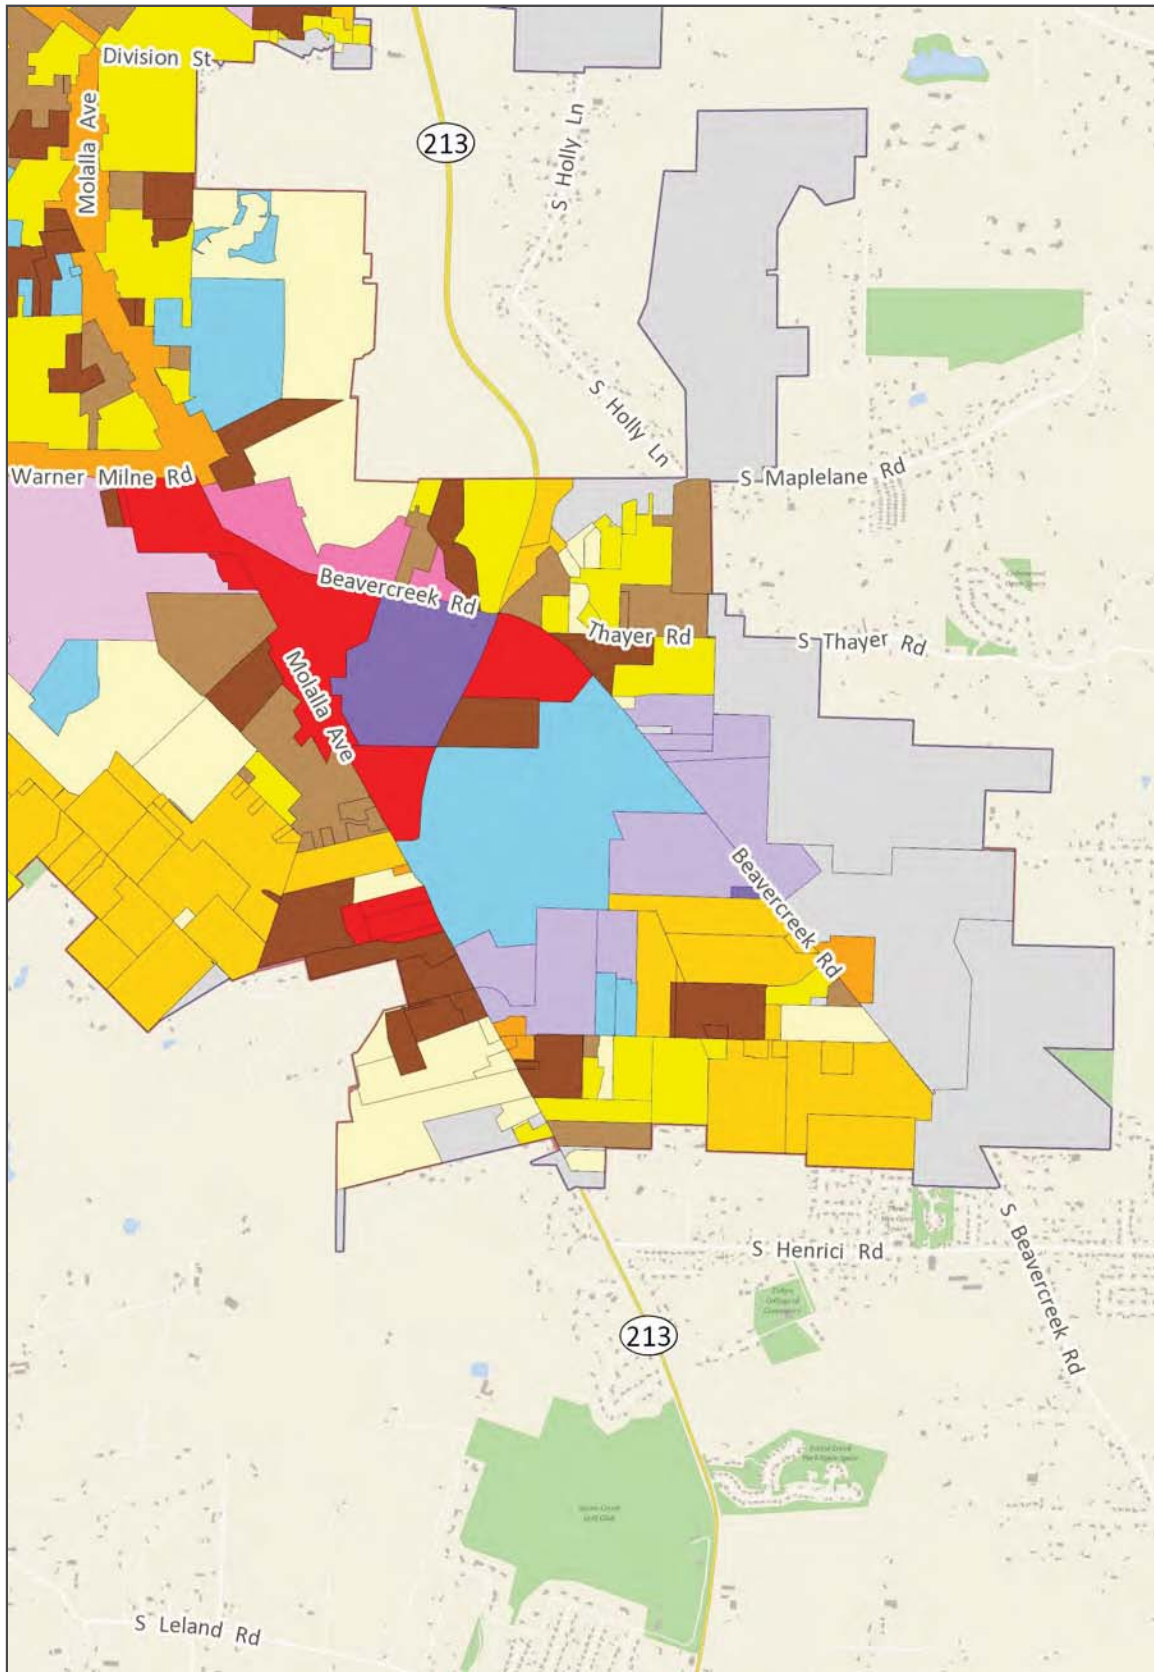 Division St
Molalla Ave
213
S Holly Ln
S Holly Ln
Warner Milne Rd
S Maplelane Rd
Beavercreek Rd
Thayer Rd
S Thayer Rd
Molalla Ave
Beavercreek Rd
S Henrici Rd
S Beavercreek Rd
213
S Leland Rd